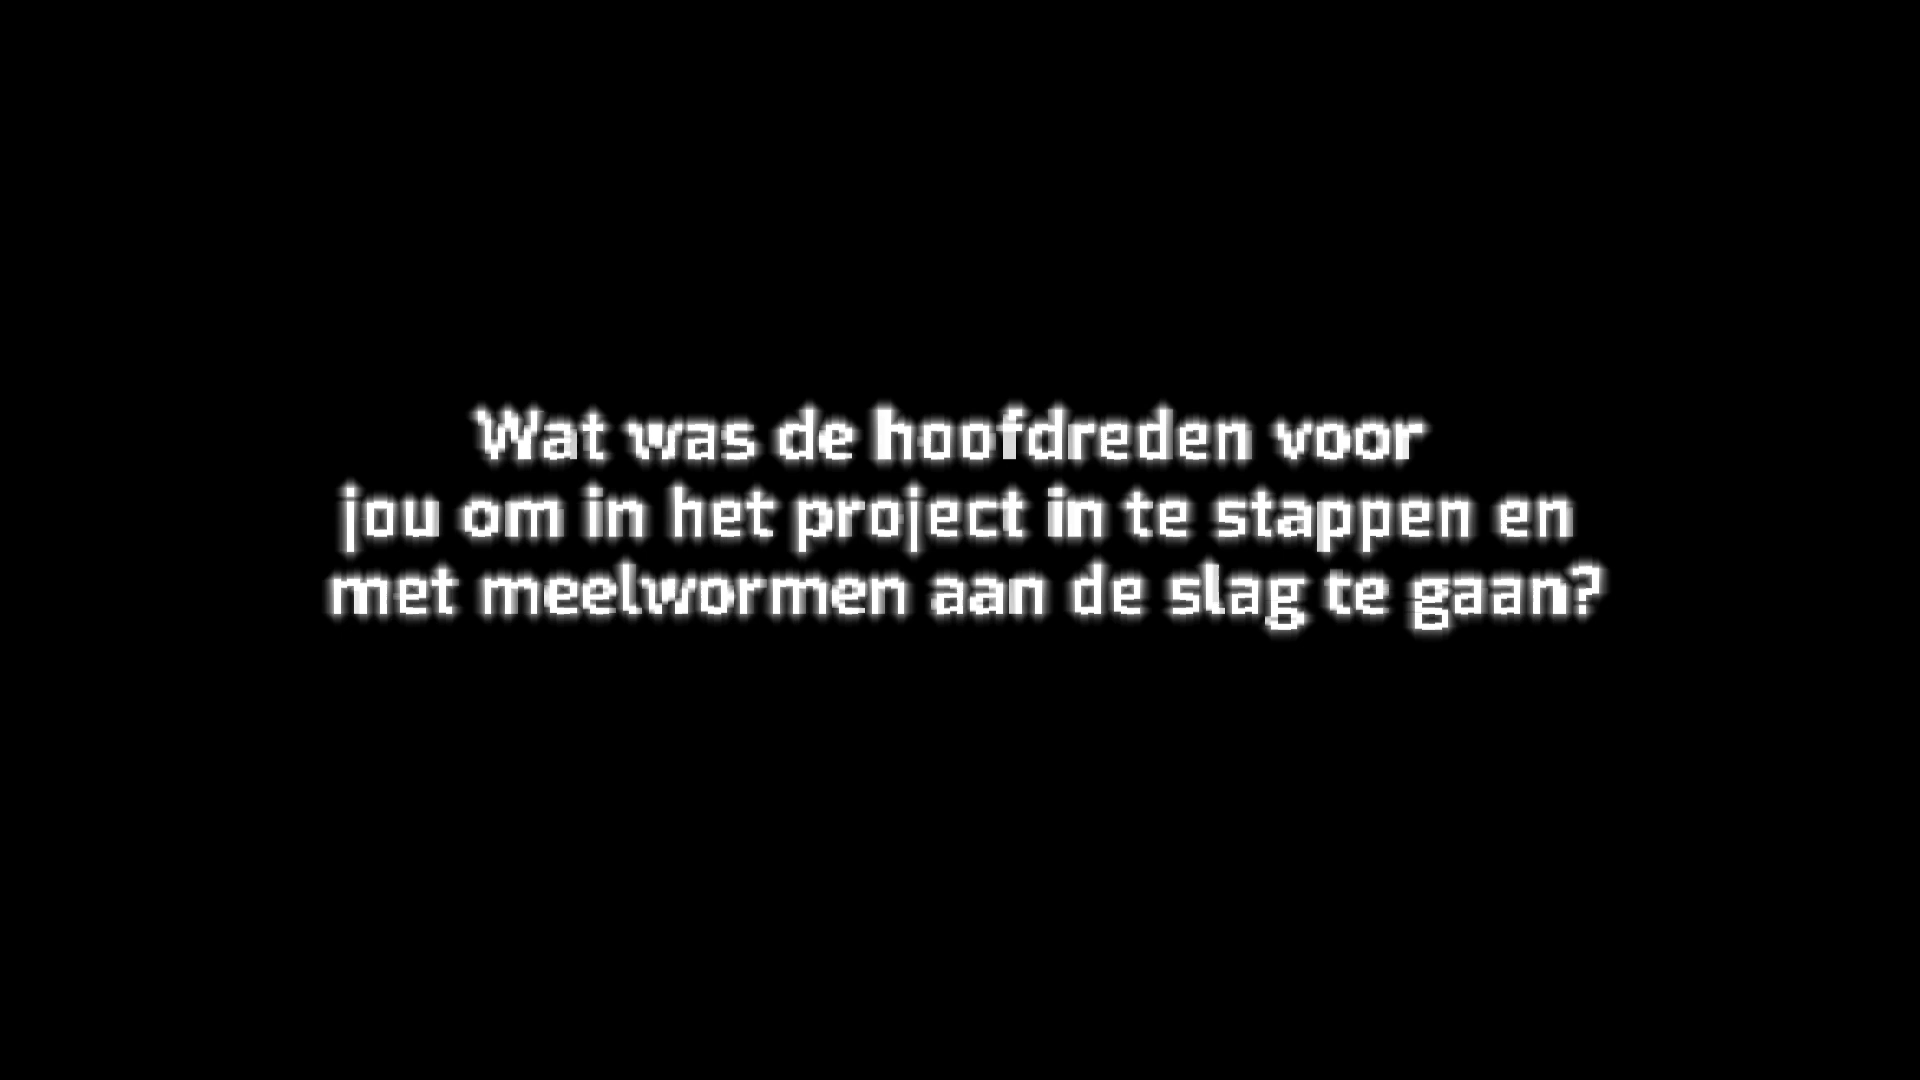 Wat was de hoofdreden voor
jou om in het project in te stappen en
met meelwormen aan de slag te gaan?